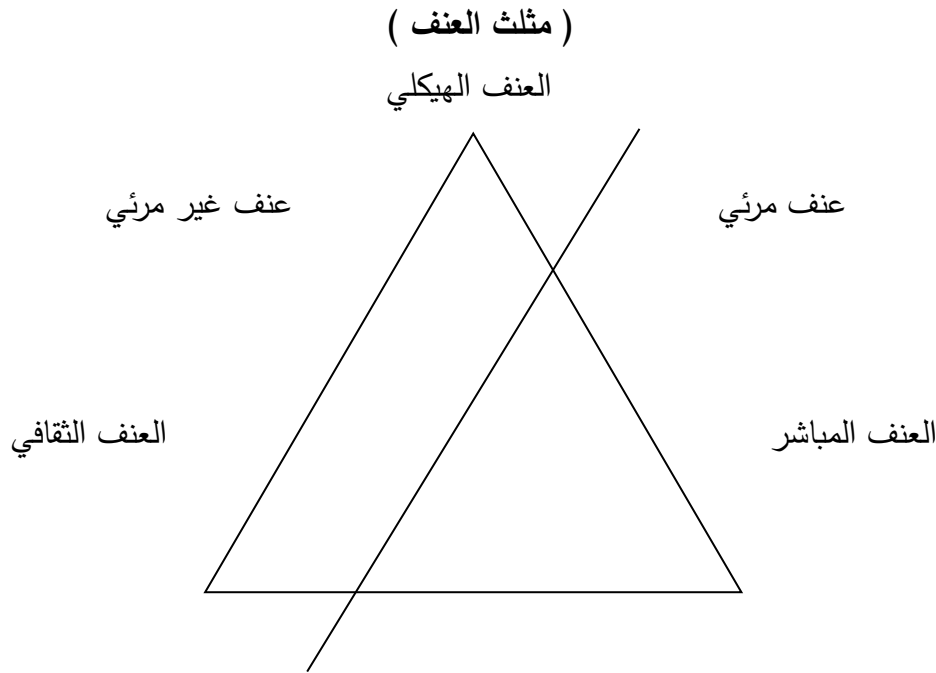 ( مثلث العنف )
العنف الهيكلي
عنف مرئي
عنف غير مرئي
العنف المباشر
العنف الثقافي